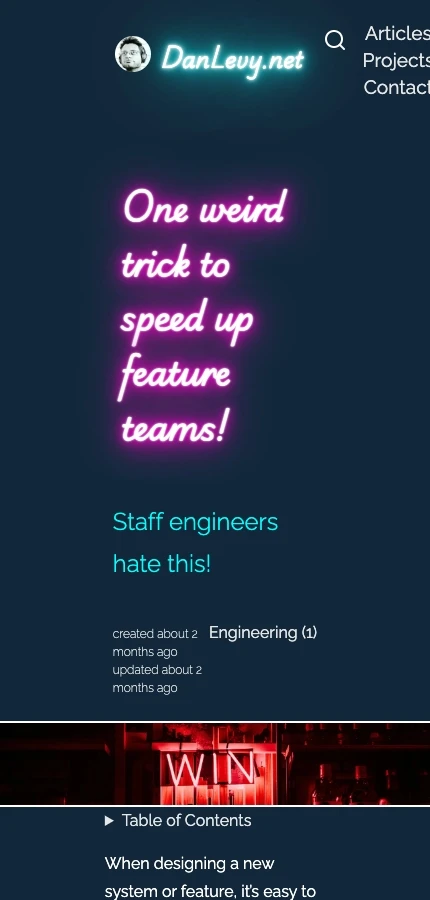 DanLevy.net
Articles
Projects
Contact
One weird
trick to
speed up
feature
teams!
Staff engineers
hate this!
created about 2
months ago
updated about 2
months ago
Engineering (1)
WIN
Table of Contents
When designing a new
system or feature, it's easy to